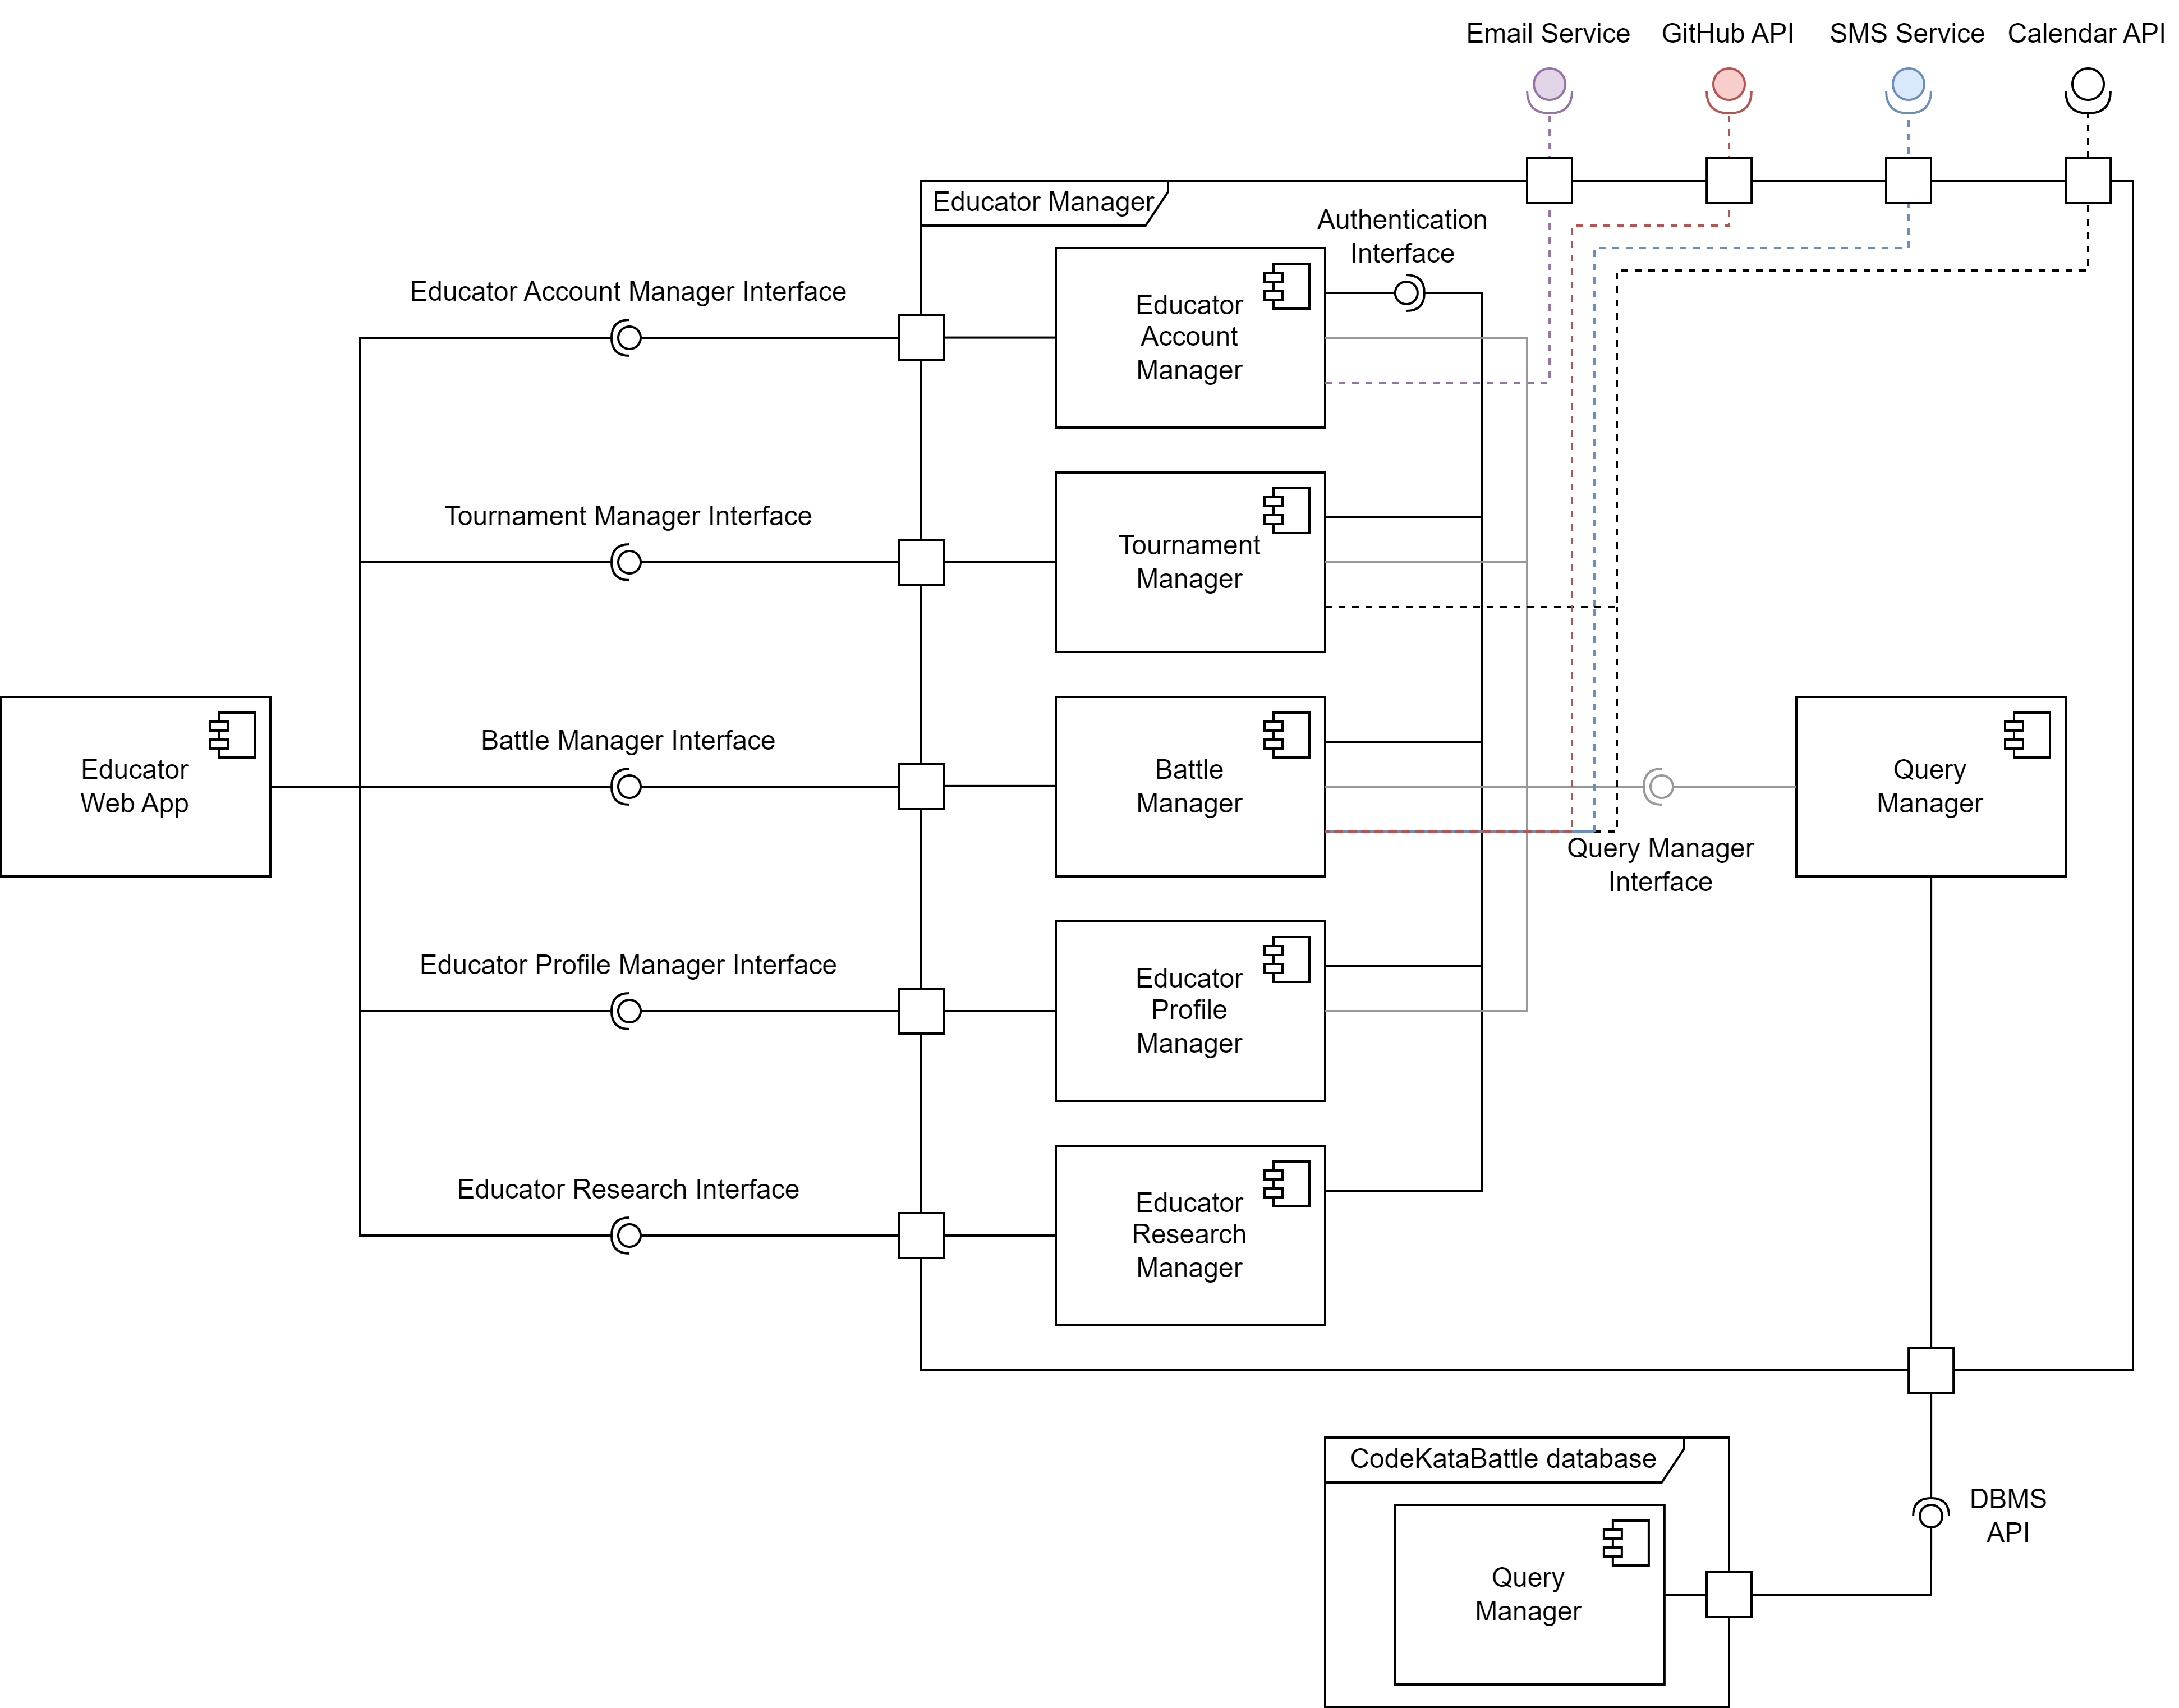 Email Service
GitHub API
SMS Service
Calendar API
Educator Manager
Authentication
Interface
Educator Account Manager Interface
Educator
Account
Manager
Tournament Manager Interface
Tournament
Manager
Battle Manager Interface
Educator
Web App
Battle
Manager
Query
Manager
Query Manager
Interface
Educator Profile Manager Interface
Educator
Profile
Manager
Educator Research Interface
Educator
Research
Manager
CodeKataBattle database
DBMS
API
Query
Manager